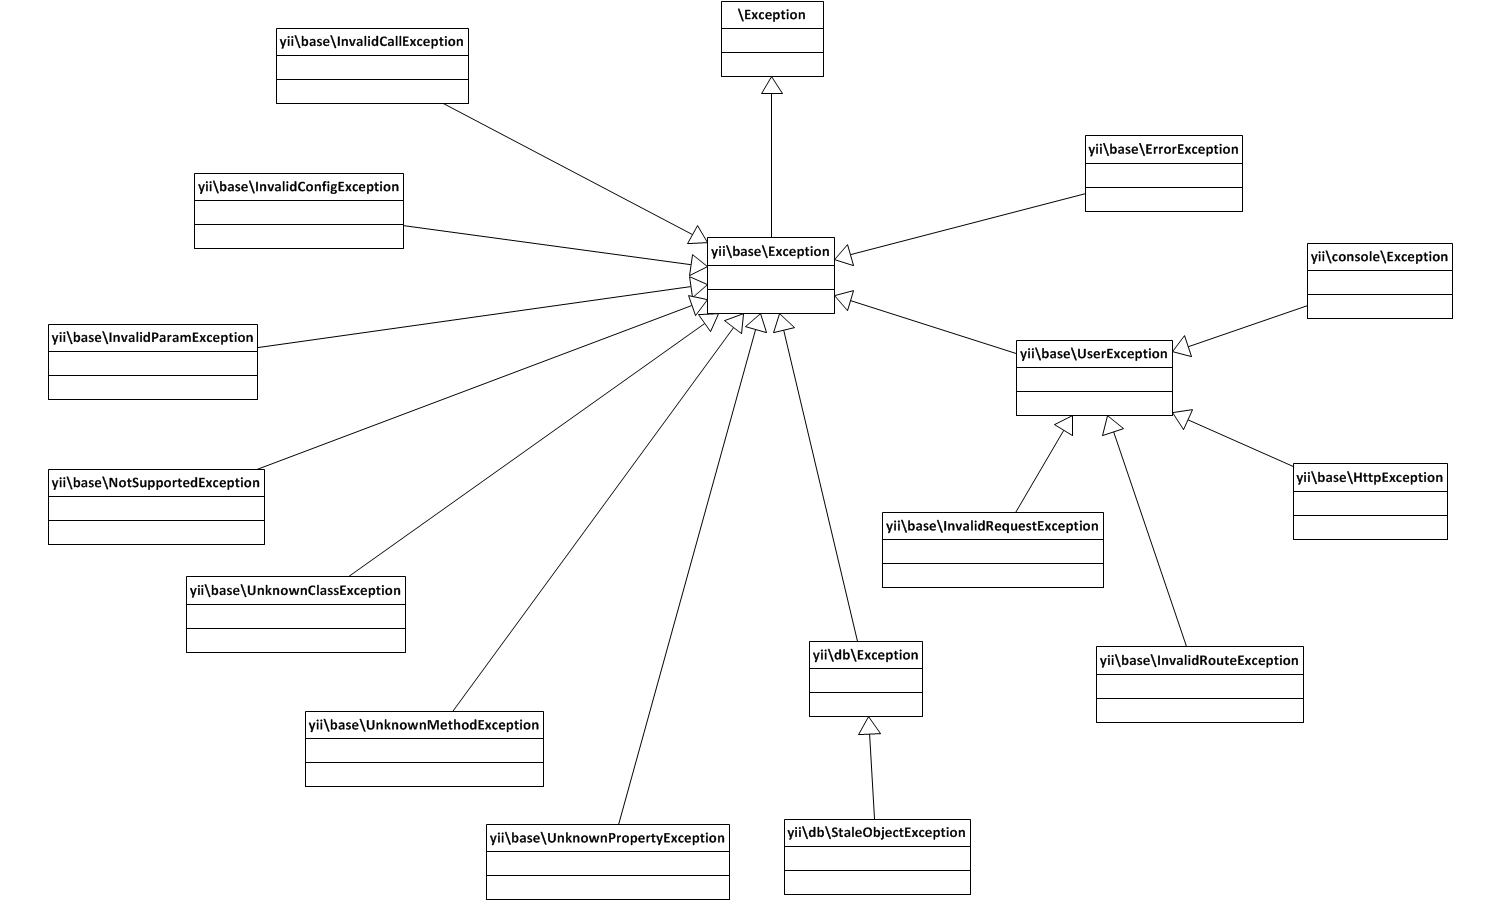 \Exception
yii\base\InvalidCallException
yii\base\ErrorException
yii\base\InvalidConfigException
yii\base\Exception
yii\console\Exception
yii\base\InvalidParamException
yii\base\UserException
yii\base\HttpException
yii\base\NotSupportedException
yii\base\InvalidRequestException
yii\base\UnknownClassException
yii\db\Exception
yii\base\InvalidRouteException
yii\base\UnknownMethodException
yii\db\StaleObjectException
yii\base\UnknownPropertyException